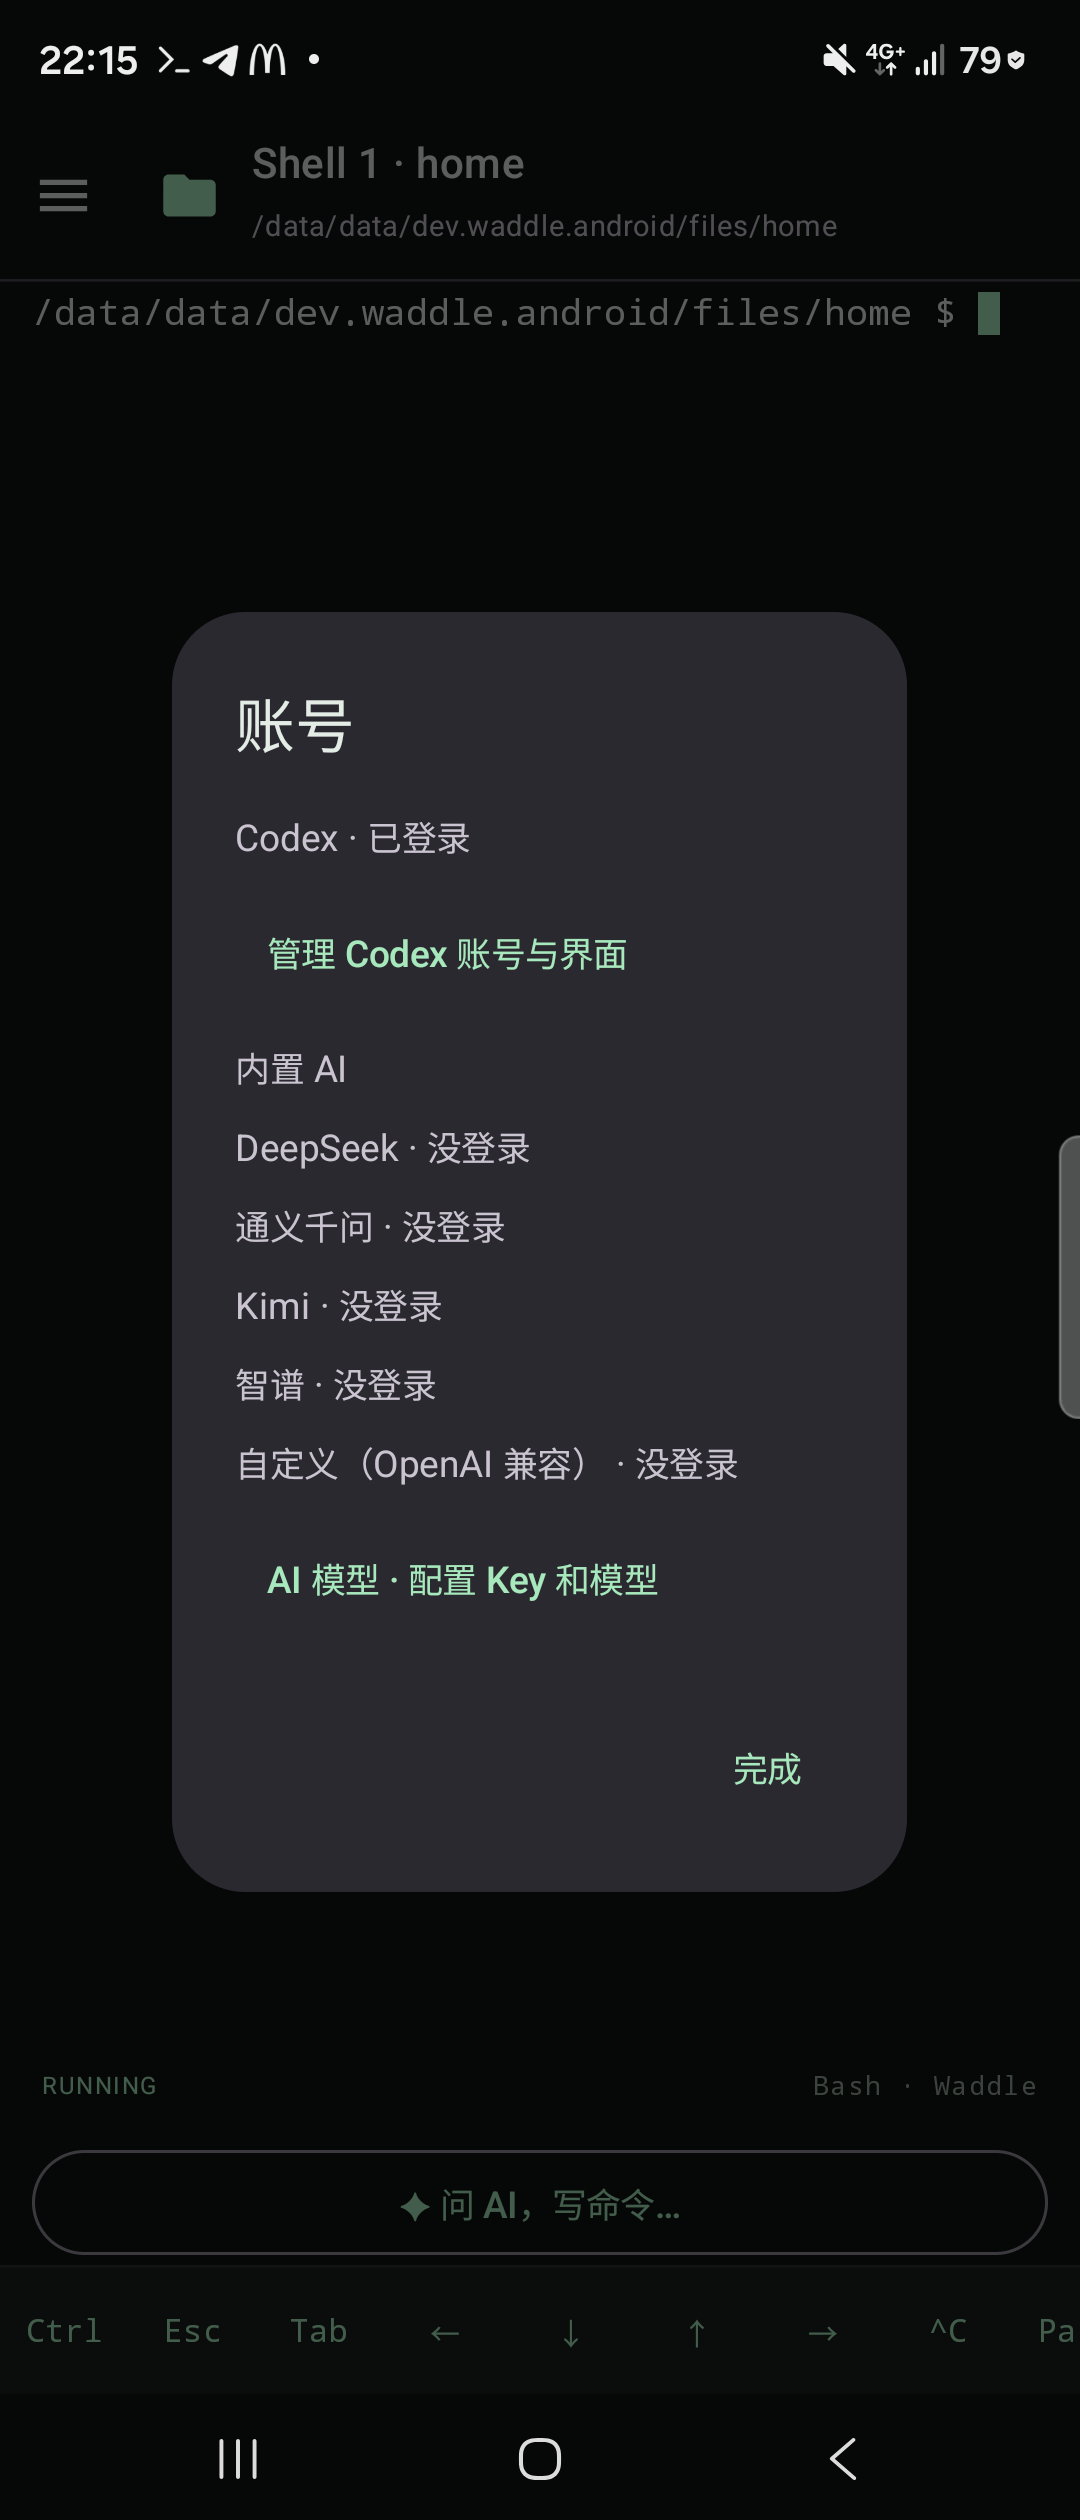 22:15
4G+
79
Shell 1 · home
/data/data/dev.waddle.android/files/home
/data/data/dev.waddle.android/files/home $
账号
Codex · 已登录
管理 Codex 账号与界面
内置 AI
DeepSeek · 没登录
通义千问 · 没登录
Kimi · 没登录
智谱 · 没登录
自定义（OpenAI 兼容） · 没登录
AI 模型 · 配置 Key 和模型
完成
RUNNING
Bash · Waddle
✦ 问 AI，写命令…
Ctrl Esc Tab ← ↓ ↑ → ^C Pa